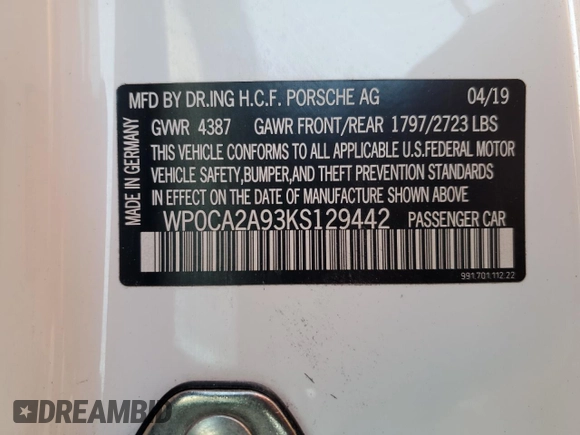 MFD BY DR.ING H.C.F. PORSCHE AG 04/19
GVWR 4387 GAWR FRONT/REAR 1797/2723 LBS
THIS VEHICLE CONFORMS TO ALL APPLICABLE U.S.FEDERAL MOTOR
VEHICLE SAFETY,BUMPER,AND THEFT PREVENTION STANDARDS
IN EFFECT ON THE DATE OF MANUFACTURE SHOWN ABOVE.
WP0CA2A93KS129442 PASSENGER CAR
991.701.112.22
MADE IN GERMANY
DREAMBID